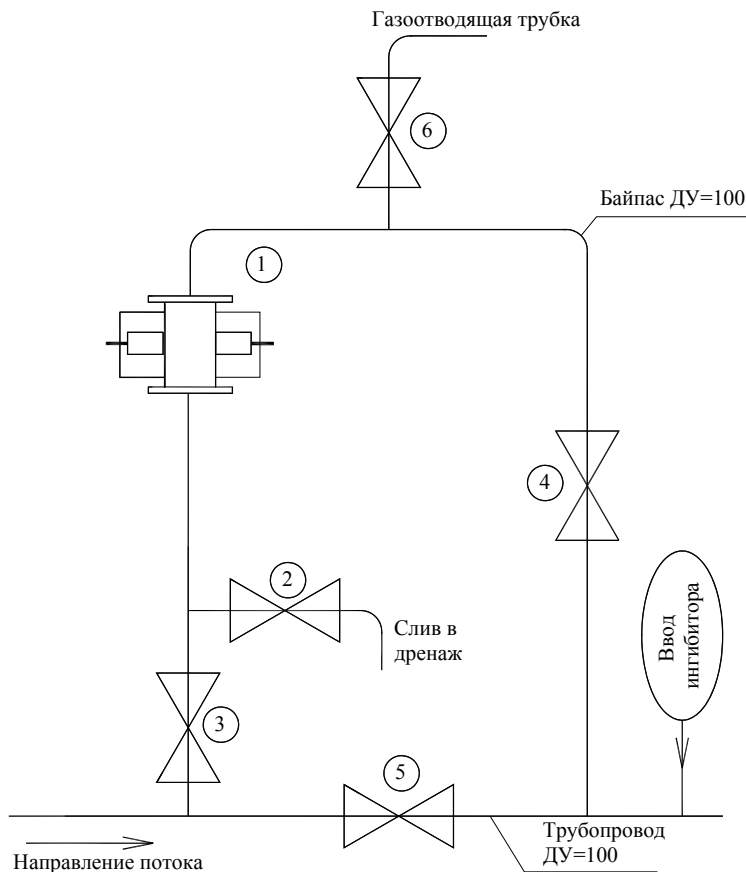 Газоотводящая трубка
6
Байпас ДУ=100
1
4
2
Слив в
дренаж
Ввод
ингибитора
3
5
Трубопровод
ДУ=100
Направление потока